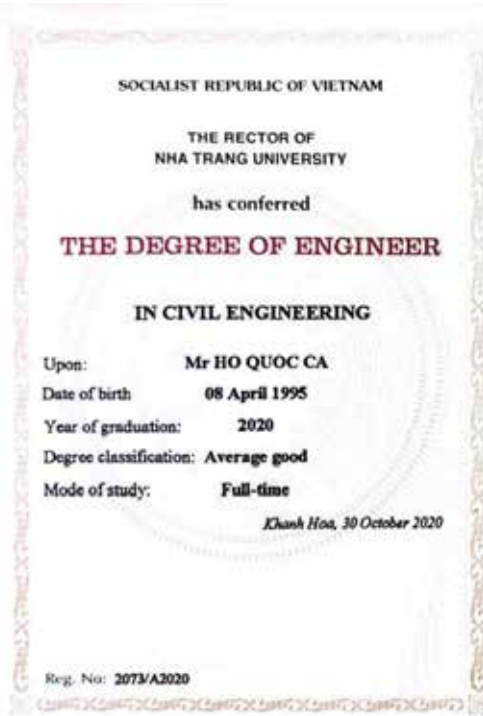 SOCIALIST REPUBLIC OF VIETNAM
THE RECTOR OF
NHA TRANG UNIVERSITY
has conferred
THE DEGREE OF ENGINEER
IN CIVIL ENGINEERING
Upon: Mr HO QUOC CA
Date of birth 08 April 1995
Year of graduation: 2020
Degree classification: Average good
Mode of study: Full-time
Khanh Hoa, 30 October 2020
Reg. No: 2073/A2020